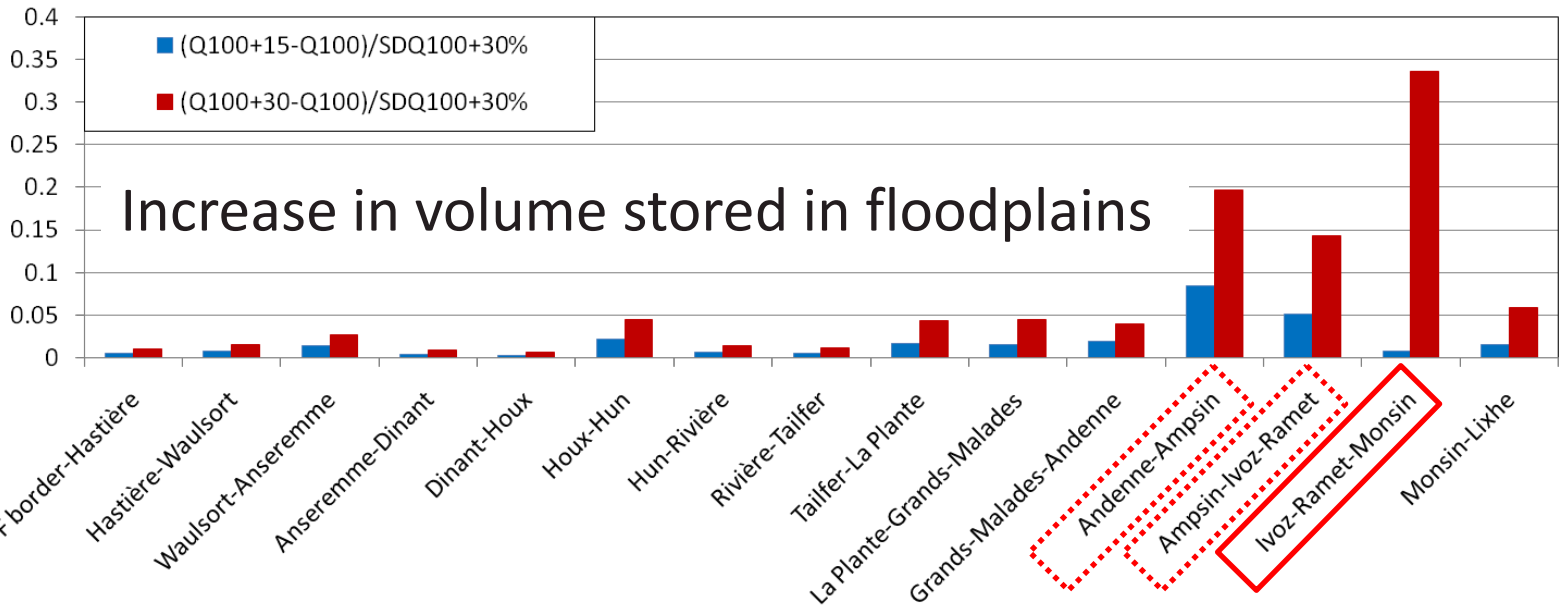 0.4
0.35
0.3
0.25
0.2
0.15
0.1
0.05
0
(Q100+15-Q100)/SDQ100+30%
(Q100+30-Q100)/SDQ100+30%
Increase in volume stored in floodplains
border-Hastière
Hastière-Waulsort
Waulsort-Anseremme
Anseremme-Dinant
Dinant-Houx
Houx-Hun
Hun-Rivière
Rivière-Tailfer
Tailfer-La Plante
La Plante-Grands-Malades
Grands-Malades-Andenne
Andenne-Ampsin
Ampsin-Ivoz-Ramet
Ivoz-Ramet-Monsin
Monsin-Lixhe